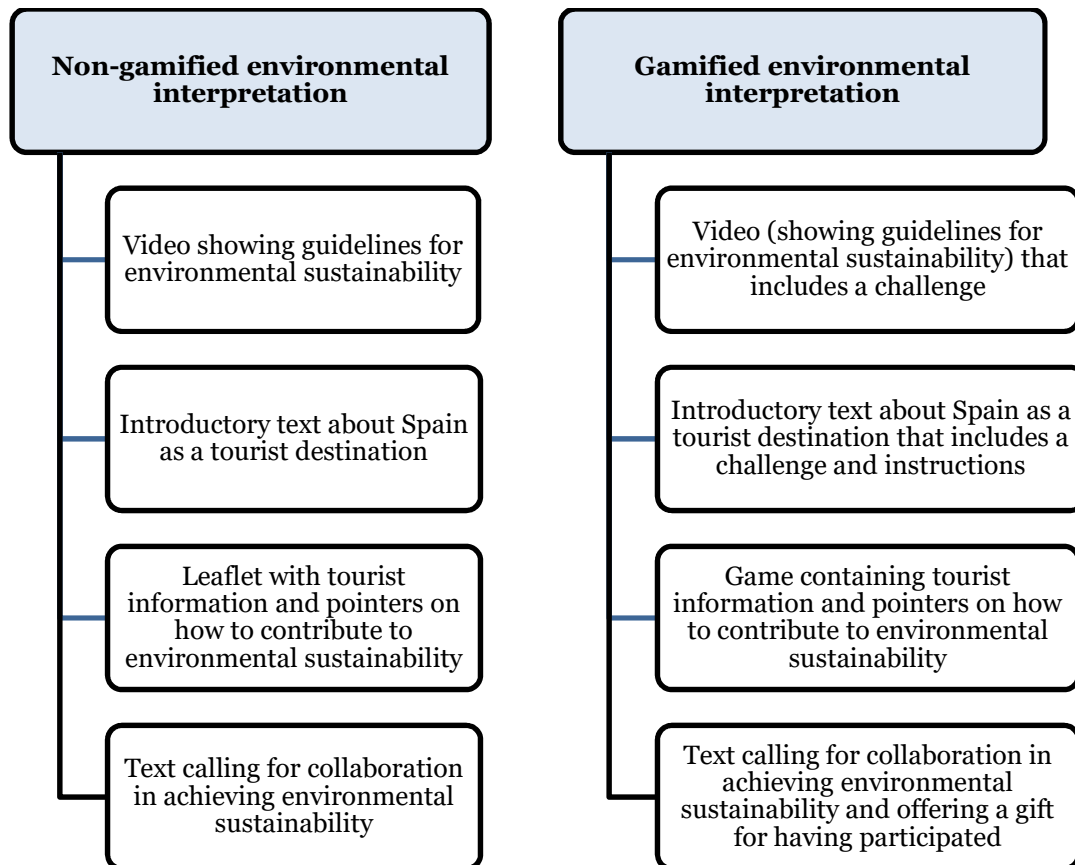 Non-gamified environmental
interpretation
Video showing guidelines for
environmental sustainability
Introductory text about Spain
as a tourist destination
Leaflet with tourist
information and pointers on
how to contribute to
environmental sustainability
Text calling for collaboration
in achieving environmental
sustainability
Gamified environmental
interpretation
Video (showing guidelines for
environmental sustainability) that
includes a challenge
Introductory text about Spain as a
tourist destination that includes a
challenge and instructions
Game containing tourist
information and pointers on how
to contribute to environmental
sustainability
Text calling for collaboration in
achieving environmental
sustainability and offering a gift
for having participated